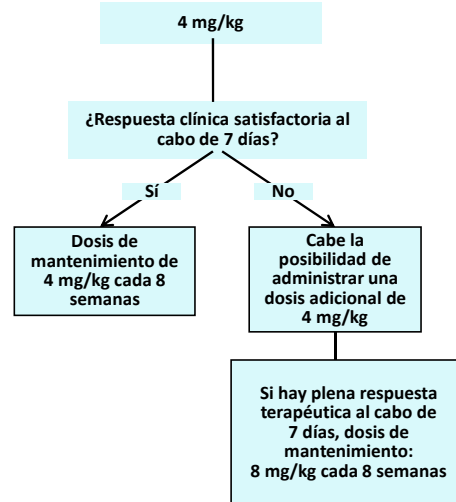 4 mg/kg
¿Respuesta clínica satisfactoria al
cabo de 7 días?
Sí
No
Dosis de
mantenimiento de
4 mg/kg cada 8
semanas
Cabe la
posibilidad de
administrar una
dosis adicional de
4 mg/kg
Si hay plena respuesta
terapéutica al cabo de
7 días, dosis de
mantenimiento:
8 mg/kg cada 8 semanas